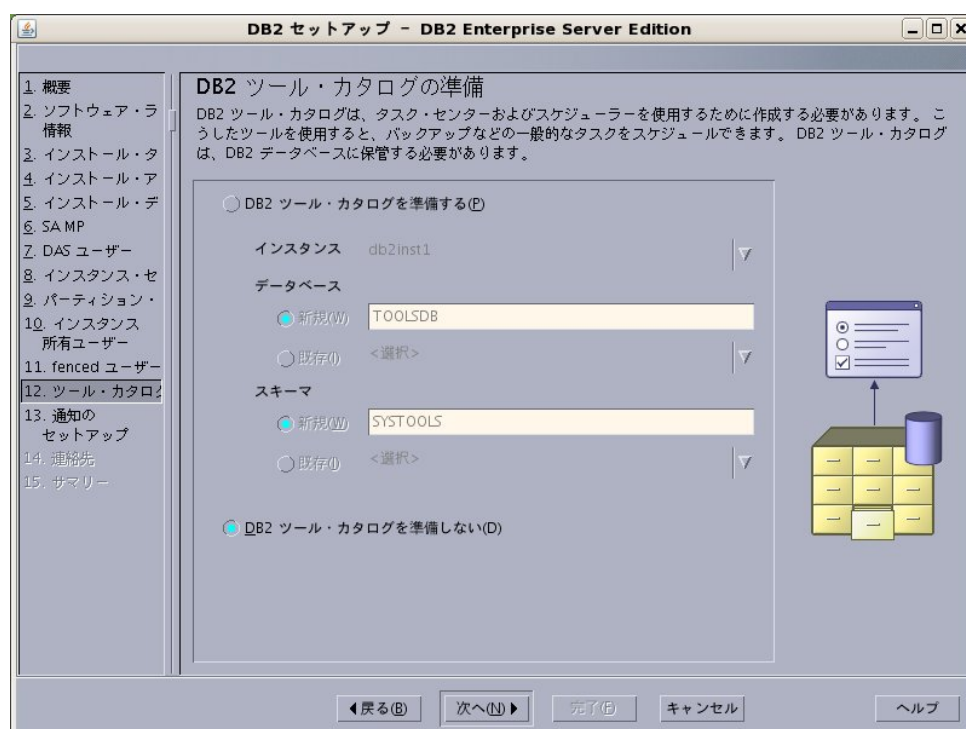 DB2 セットアップ - DB2 Enterprise Server Edition
1. 概要
2. ソフトウェア・ラ
情報
3. インストール・タ
4. インストール・ア
5. インストール・デ
6. SA MP
7. DAS ユーザー
8. インスタンス・セ
9. パーティション・
10. インスタンス
所有ユーザー
11. fenced ユーザー
12. ツール・カタログ
13. 通知の
セットアップ
14. 連絡先
15. サマリー
DB2 ツール・カタログの準備
DB2 ツール・カタログは、タスク・センターおよびスケジューラーを使用するために作成する必要があります。 こ
うしたツールを使用すると、バックアップなどの一般的なタスクをスケジュールできます。 DB2 ツール・カタログ
は、DB2 データベースに保管する必要があります。
DB2 ツール・カタログを準備する(P)
インスタンス db2inst1
データベース
新規(W) TOOLSDB
既存(I) <選択>
スキーマ
新規(W) SYSTOOLS
既存(I) <選択>
DB2 ツール・カタログを準備しない(D)
戻る(B) 次へ(N) 完了(F) キャンセル ヘルプ